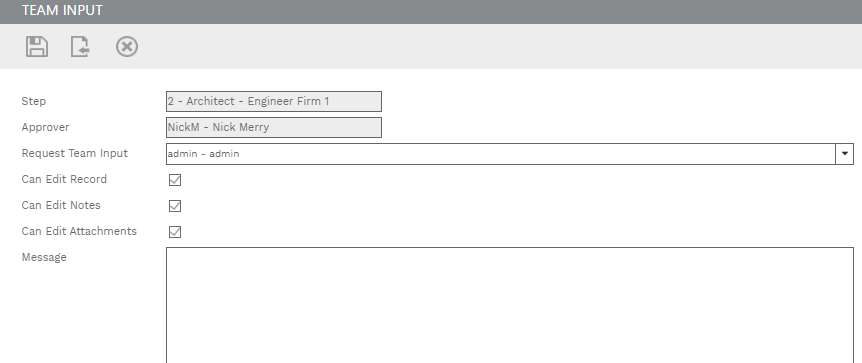 TEAM INPUT
Step 2 - Architect - Engineer Firm 1
Approver NickM - Nick Merry
Request Team Input admin - admin
Can Edit Record
Can Edit Notes
Can Edit Attachments
Message